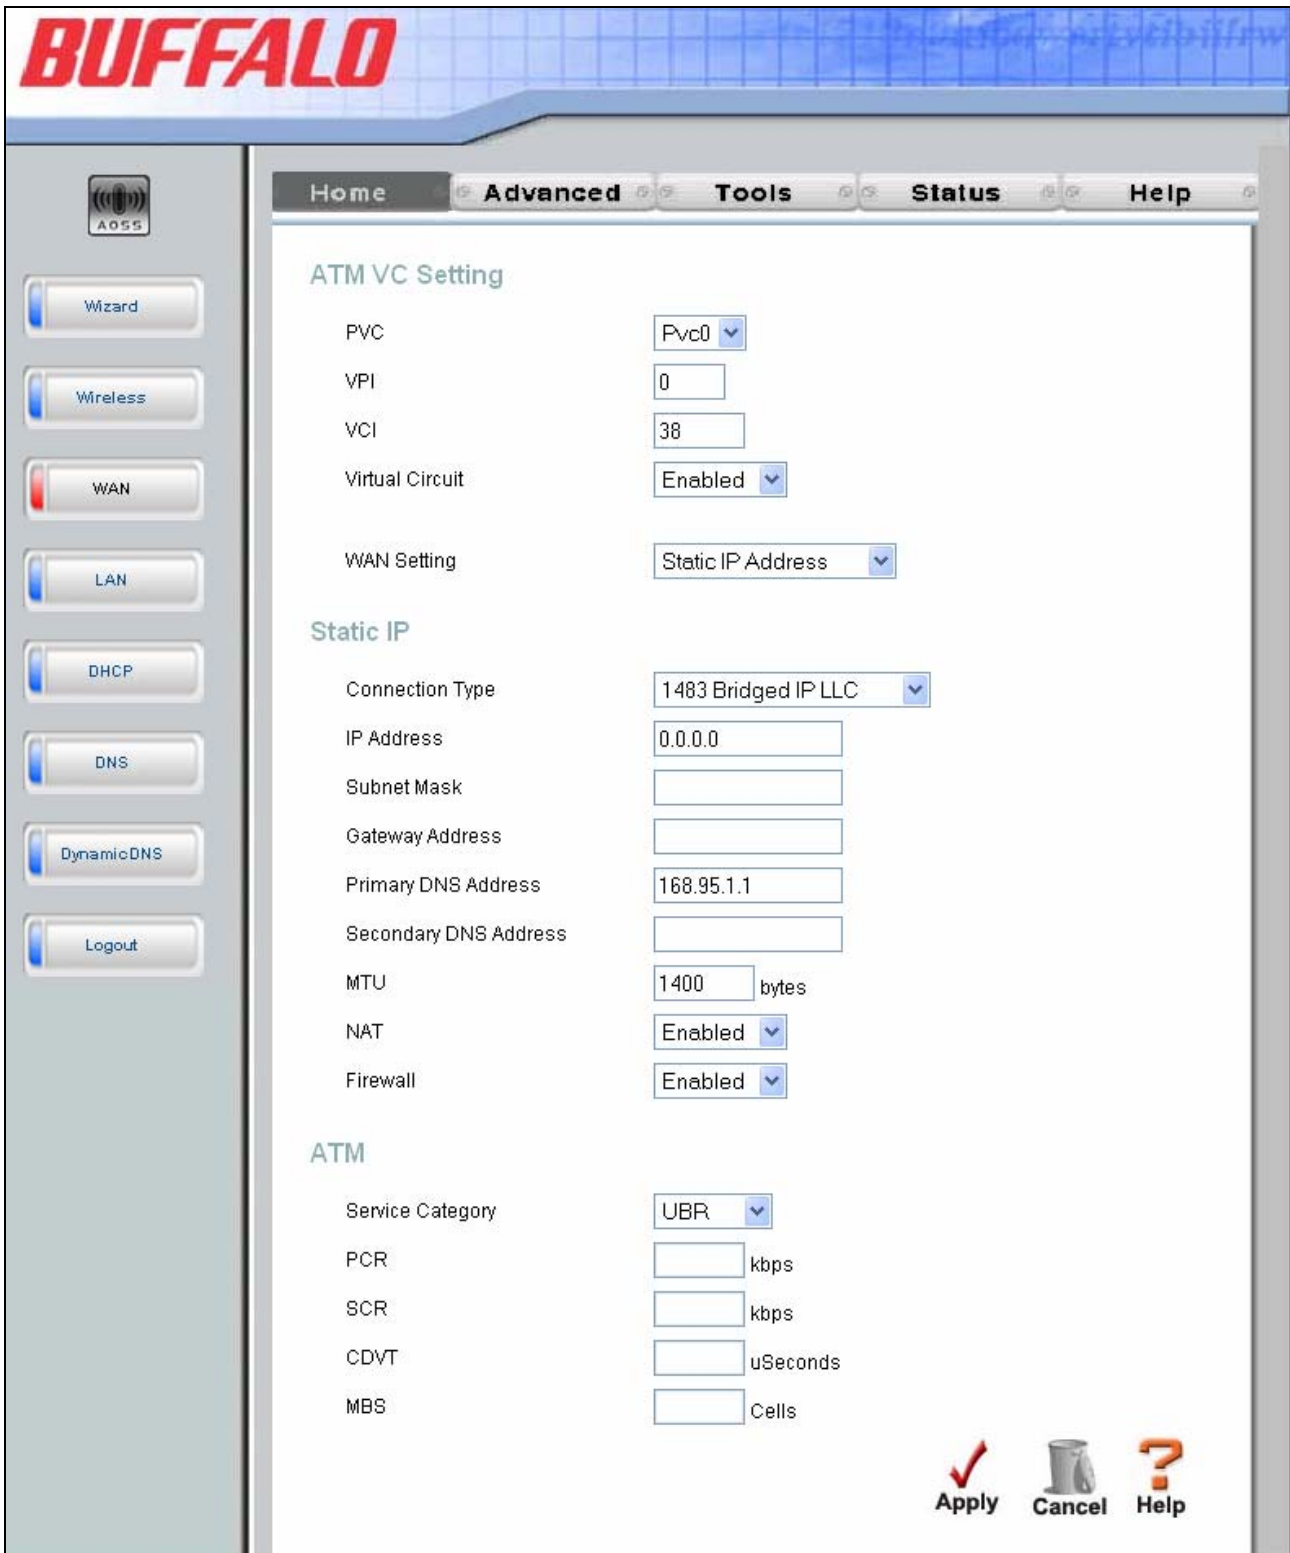 BUFFALO
AOSS
Home Advanced Tools Status Help
Wizard
Wireless
WAN
LAN
DHCP
DNS
DynamicDNS
Logout
ATM VC Setting
PVC Pvc0
VPI 0
VCI 38
Virtual Circuit Enabled
WAN Setting Static IP Address
Static IP
Connection Type 1483 Bridged IP LLC
IP Address 0.0.0.0
Subnet Mask
Gateway Address
Primary DNS Address 168.95.1.1
Secondary DNS Address
MTU 1400 bytes
NAT Enabled
Firewall Enabled
ATM
Service Category UBR
PCR kbps
SCR kbps
CDVT uSeconds
MBS Cells
Apply Cancel Help